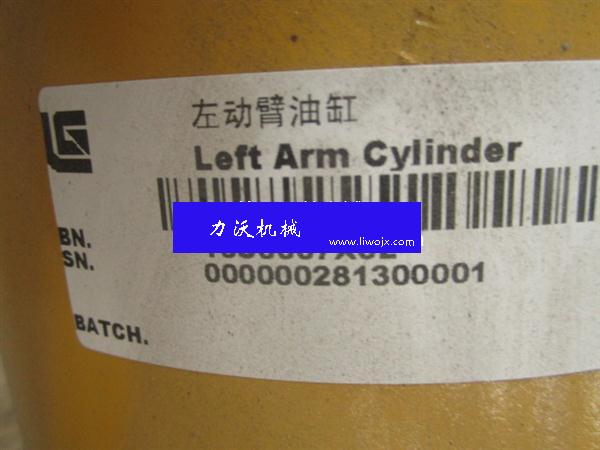 左动臂油缸
Left Arm Cylinder
力沃机械
www.liwojx.com
BN.
SN.
000000281300001
BATCH.